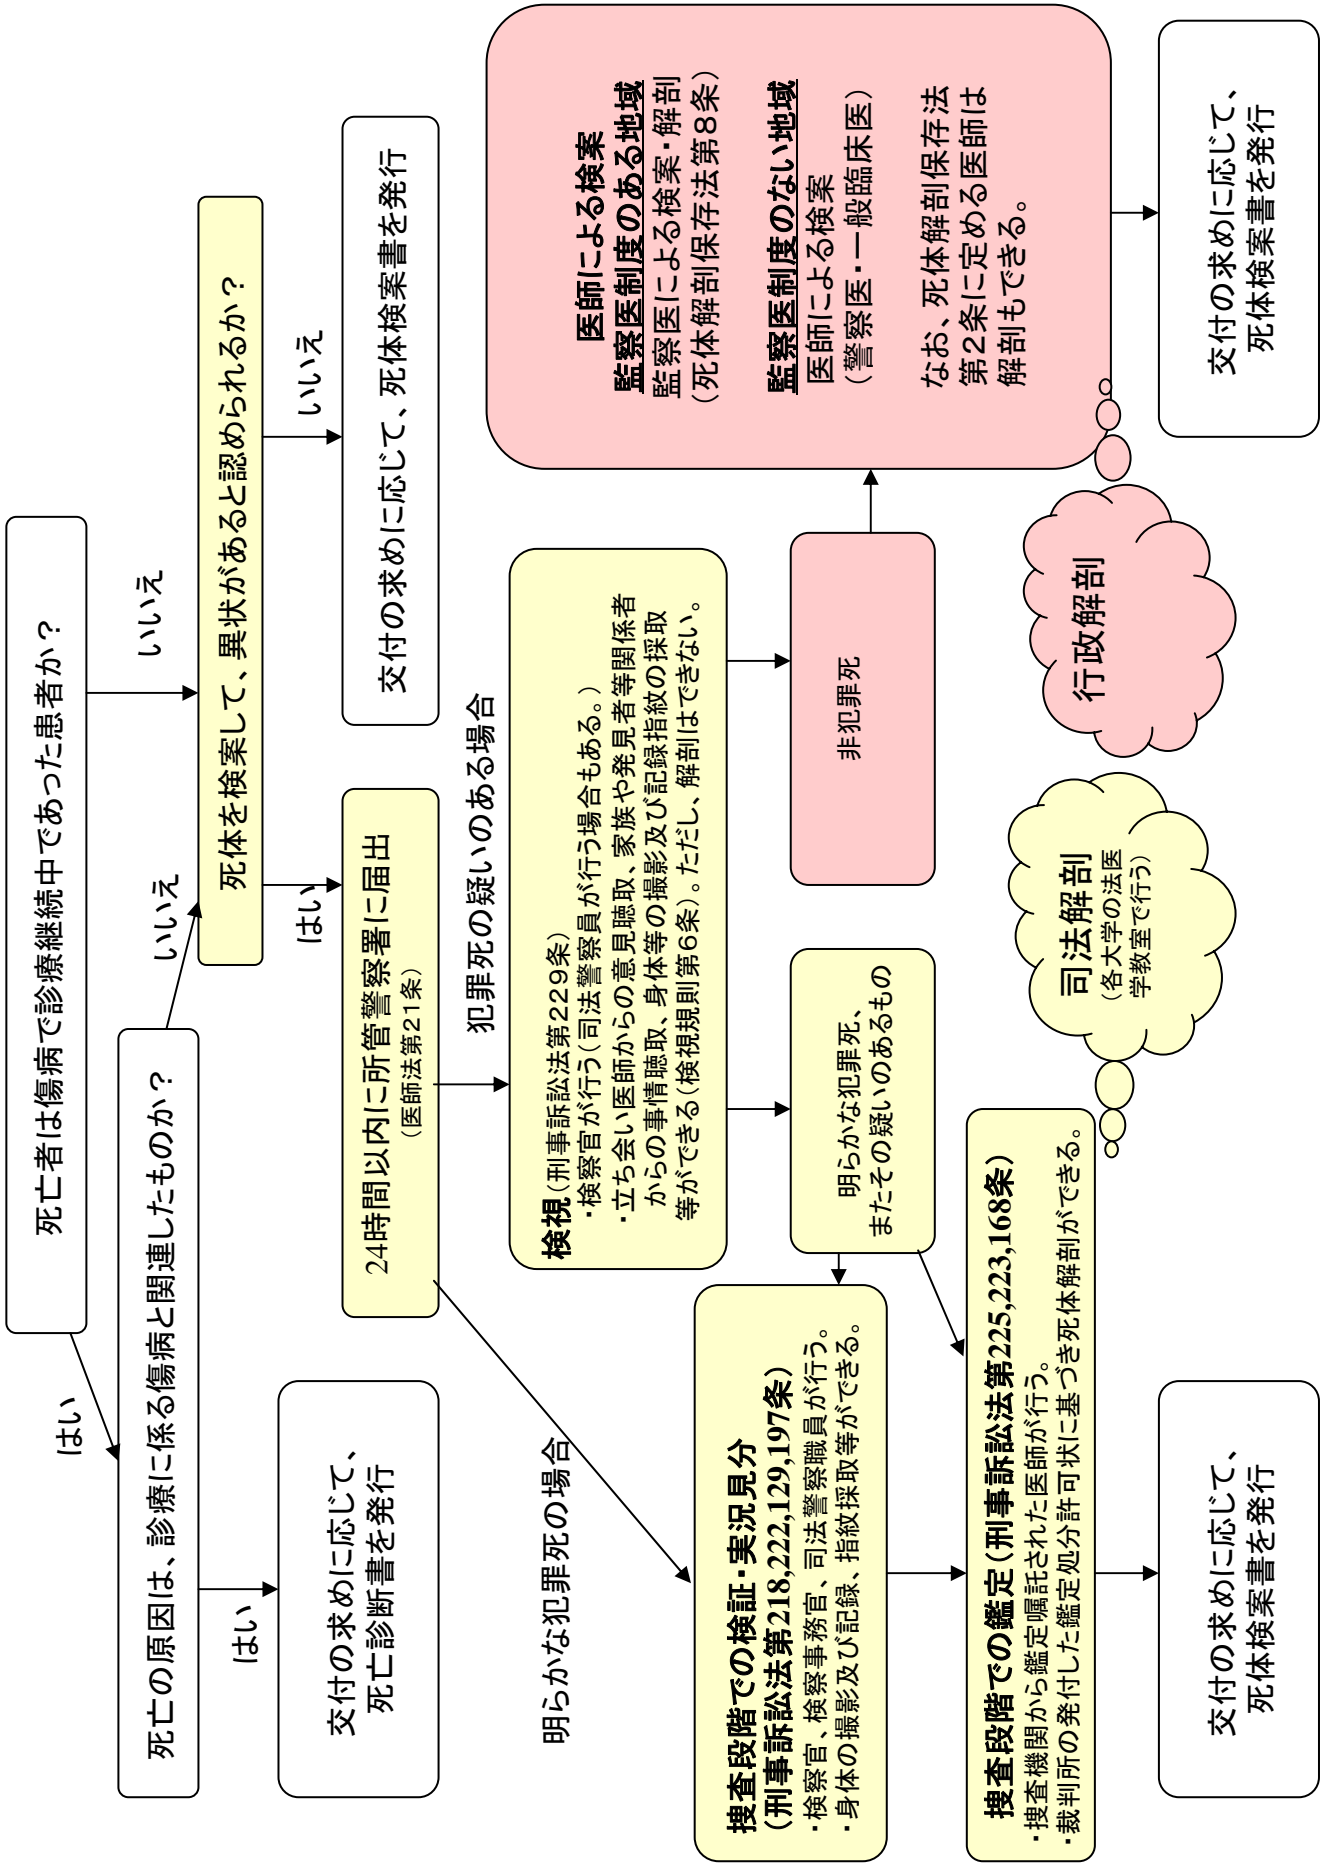 死亡者は傷病で診療継続中であった患者か？
はい
いいえ
死亡の原因は、診療に係る傷病と関連したものか？
いいえ
はい
死体を検案して、異状があると認められるか？
はい
いいえ
交付の求めに応じて、
死亡診断書を発行
24時間以内に所管警察署に届出
（医師法第21条）
交付の求めに応じて、死体検案書を発行
明らかな犯罪死の場合
犯罪死の疑いのある場合
検視（刑事訴訟法第229条）
・検察官が行う（司法警察員が行う場合もある。）
・立ち会い医師からの意見聴取、家族や発見者等関係者
からの事情聴取、身体等の撮影及び記録指紋の採取
等ができる（検視規則第6条）。ただし、解剖はできない。
医師による検案
監察医制度のある地域
監察医による検案・解剖
（死体解剖保存法第8条）
監察医制度のない地域
医師による検案
（警察医・一般臨床医）
なお、死体解剖保存法
第2条に定める医師は
解剖もできる。
捜査段階での検証・実況見分
（刑事訴訟法第218,222,129,197条）
・検察官、検察事務官、司法警察職員が行う。
・身体の撮影及び記録、指紋採取等ができる。
明らかな犯罪死、
またその疑いのあるもの
非犯罪死
捜査段階での鑑定（刑事訴訟法第225,223,168条）
・捜査機関から鑑定嘱託された医師が行う。
・裁判所の発付した鑑定処分許可状に基づき死体解剖ができる。
司法解剖
（各大学の法医
学教室で行う）
行政解剖
交付の求めに応じて、
死体検案書を発行
交付の求めに応じて、
死体検案書を発行